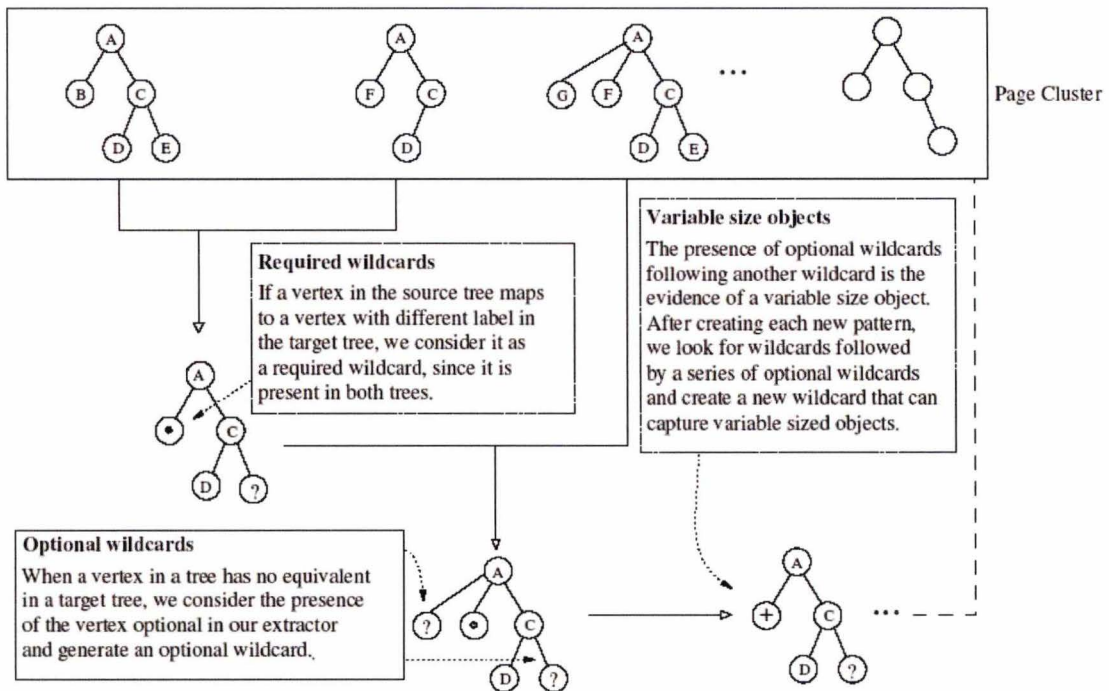 A
A
A
...
B
C
F
C
G
F
C
D
E
D
D
E
Page Cluster
Required wildcards
If a vertex in the source tree maps
to a vertex with different label in
the target tree, we consider it as
a required wildcard, since it is
present in both trees.
Variable size objects
The presence of optional wildcards
following another wildcard is the
evidence of a variable size object.
After creating each new pattern,
we look for wildcards followed
by a series of optional wildcards
and create a new wildcard that can
capture variable sized objects.
A
C
D
?
Optional wildcards
When a vertex in a tree has no equivalent
in a target tree, we consider the presence
of the vertex optional in our extractor
and generate an optional wildcard.
A
?
C
D
?
A
+
C
...
D
?